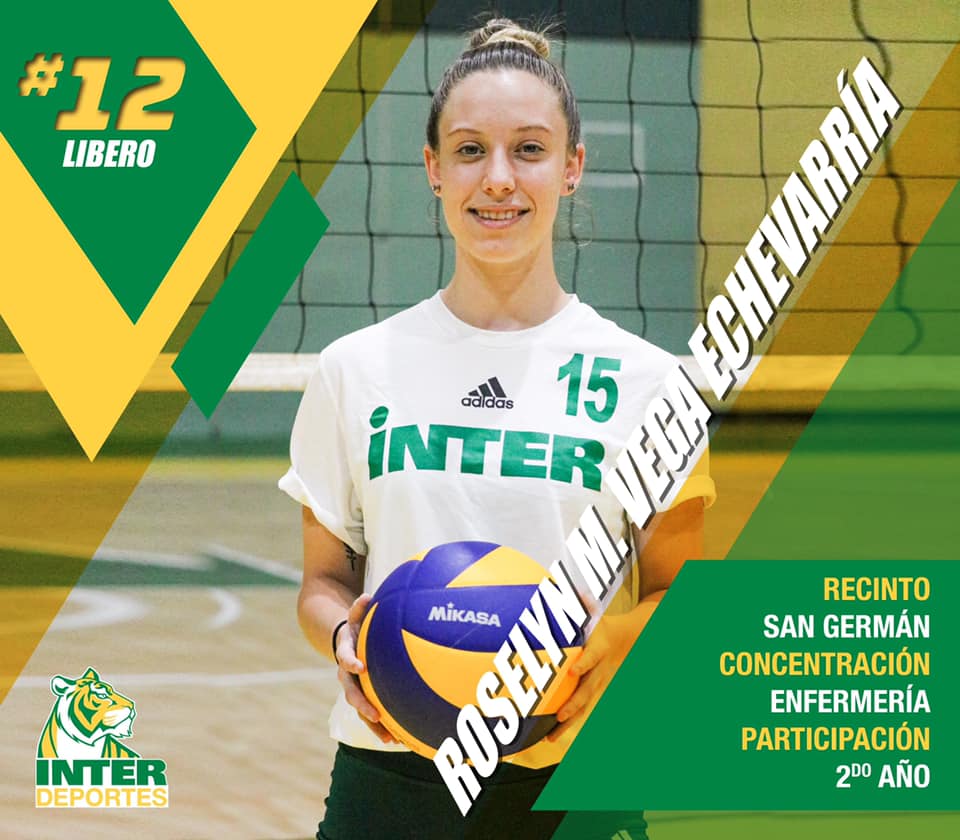 #12
LIBERO
ROSELYN M. VEGA ECHEVARRÍA
adidas
15
iNTER
MiKASA
RECINTO
SAN GERMÁN
CONCENTRACIÓN
ENFERMERÍA
PARTICIPACIÓN
2DO AÑO
INTER
DEPORTES